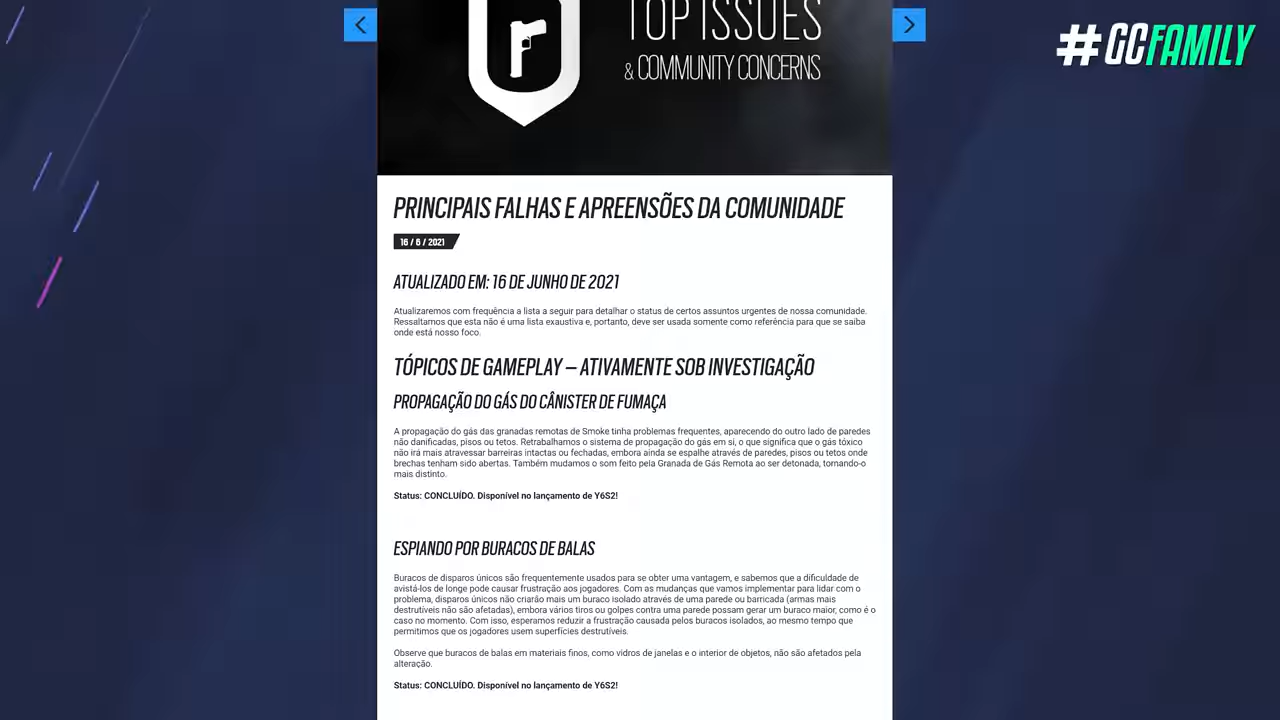 TOP ISSUES
& COMMUNITY CONCERNS
#GCFAMILY
PRINCIPAIS FALHAS E APREENSÕES DA COMUNIDADE
16 / 6 / 2021
ATUALIZADO EM: 16 DE JUNHO DE 2021
Atualizaremos com frequência a lista a seguir para detalhar o status de certos assuntos urgentes de nossa comunidade.
Ressaltamos que esta não é uma lista exaustiva e, portanto, deve ser usada somente como referência para que se saiba
onde está nosso foco.
TÓPICOS DE GAMEPLAY – ATIVAMENTE SOB INVESTIGAÇÃO
PROPAGAÇÃO DO GÁS DO CÂNISTER DE FUMAÇA
A propagação do gás das granadas remotas de Smoke tinha problemas frequentes, aparecendo do outro lado de paredes
não danificadas, pisos ou tetos. Retrabalhamos o sistema de propagação do gás em si, o que significa que o gás tóxico
não irá mais atravessar barreiras intactas ou fechadas, embora ainda se espalhe através de paredes, pisos ou tetos onde
brechas tenham sido abertas. Também mudamos o som feito pela Granada de Gás Remota ao ser detonada, tornando-o
mais distinto.
Status: CONCLUÍDO. Disponível no lançamento de Y6S2!
ESPIANDO POR BURACOS DE BALAS
Buracos de disparos únicos são frequentemente usados para se obter uma vantagem, e sabemos que a dificuldade de
avistá-los de longe pode causar frustração aos jogadores. Com as mudanças que vamos implementar para lidar com o
problema, disparos únicos não criarão mais um buraco isolado através de uma parede ou barricada (armas mais
destrutíveis não são afetadas), embora vários tiros ou golpes contra uma parede possam gerar um buraco maior, como é o
caso no momento. Com isso, esperamos reduzir a frustração causada pelos buracos isolados, ao mesmo tempo que
permitimos que os jogadores usem superfícies destrutíveis.
Observe que buracos de balas em materiais finos, como vidros de janelas e o interior de objetos, não são afetados pela
alteração.
Status: CONCLUÍDO. Disponível no lançamento de Y6S2!